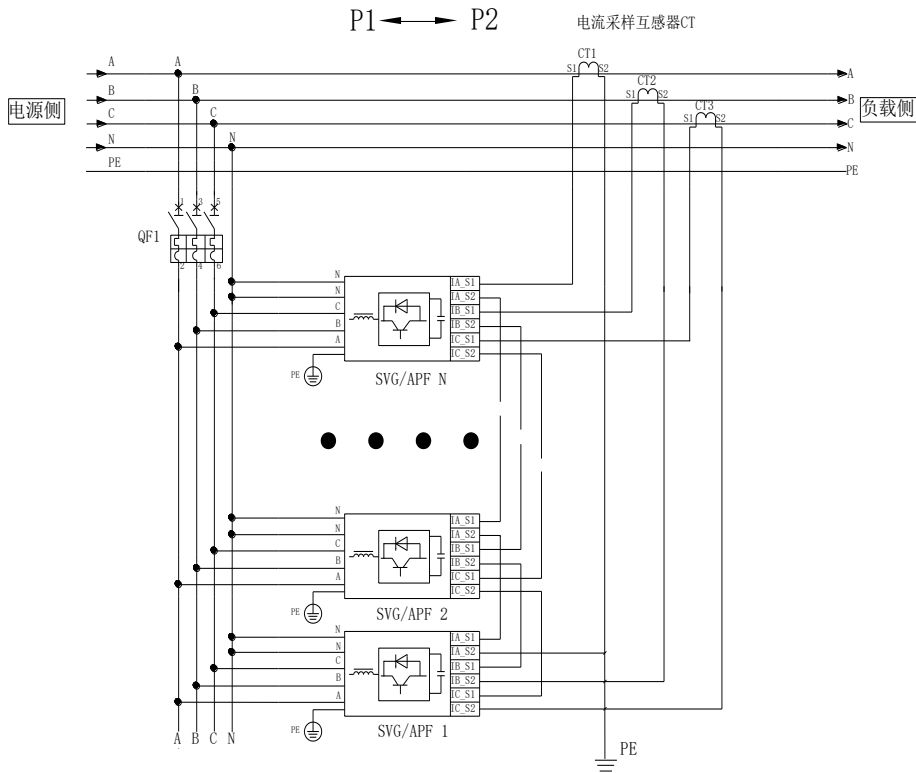 P1 P2
电流采样互感器CT
CT1
S1 S2
CT2
S1 S2
CT3
S1 S2
A A A
B B B
C C C
N N N
PE PE
电源侧
负载侧
1 3 5
QF1
2 4 6
N
N
C
B
A
PE
IA_S1
IA_S2
IB_S1
IB_S2
IC_S1
IC_S2
SVG/APF N
N
N
C
B
A
PE
IA_S1
IA_S2
IB_S1
IB_S2
IC_S1
IC_S2
SVG/APF 2
N
N
C
B
A
PE
IA_S1
IA_S2
IB_S1
IB_S2
IC_S1
IC_S2
SVG/APF 1
A B C N
PE